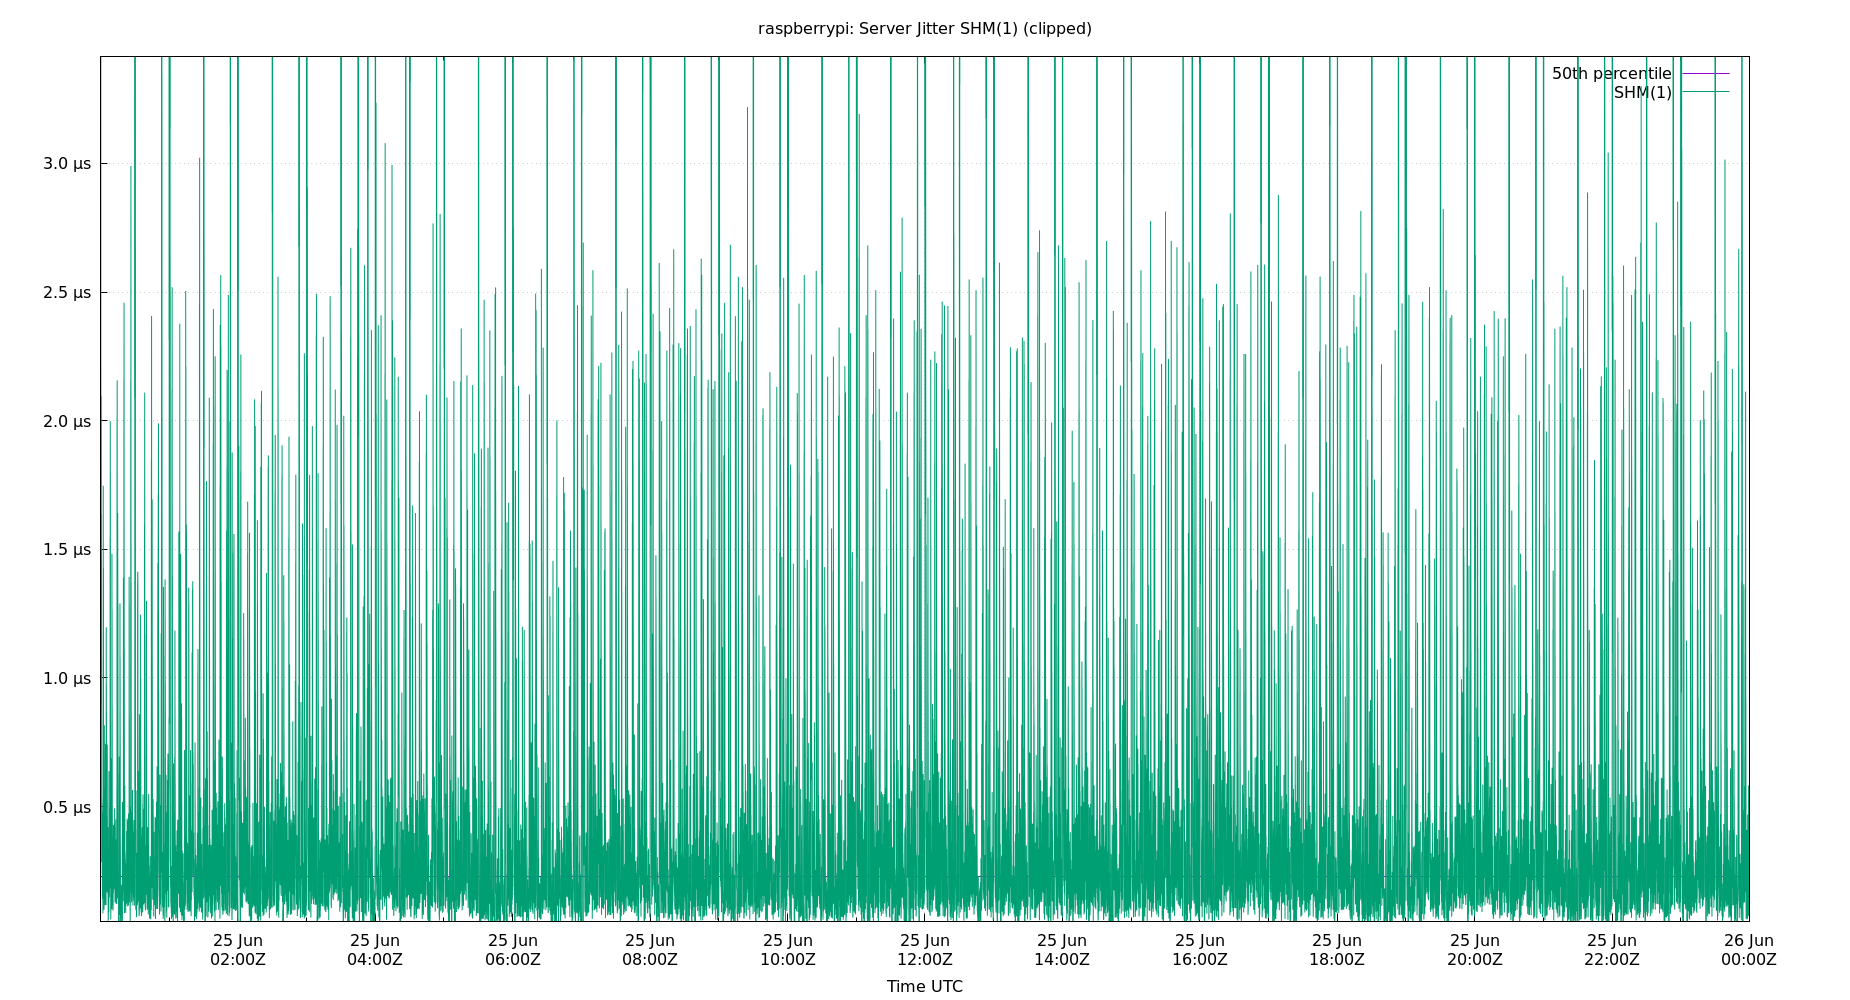 raspberrypi: Server Jitter SHM(1) (clipped)
50th percentile
SHM(1)
3.0 µs
2.5 µs
2.0 µs
1.5 µs
1.0 µs
0.5 µs
25 Jun 25 Jun 25 Jun 25 Jun 25 Jun 25 Jun 25 Jun 25 Jun 25 Jun 25 Jun 25 Jun 26 Jun
02:00Z 04:00Z 06:00Z 08:00Z 10:00Z 12:00Z 14:00Z 16:00Z 18:00Z 20:00Z 22:00Z 00:00Z
Time UTC